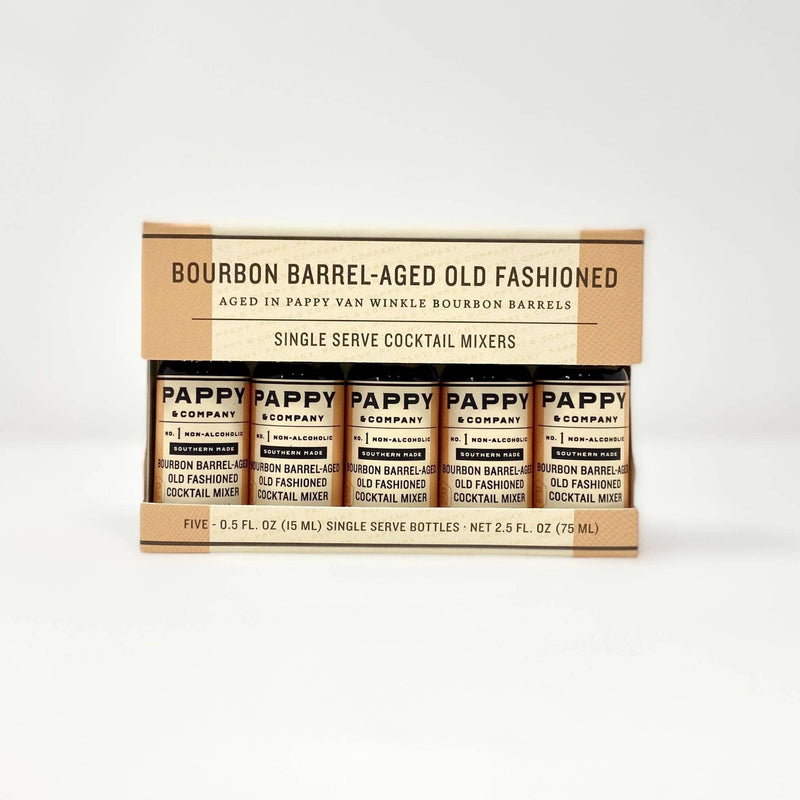 BOURBON BARREL-AGED OLD FASHIONED
AGED IN PAPPY VAN WINKLE BOURBON BARRELS
SINGLE SERVE COCKTAIL MIXERS
PAPPY
& COMPANY
NO. 1 NON-ALCOHOLIC
SOUTHERN MADE
BOURBON BARREL-AGED
OLD FASHIONED
COCKTAIL MIXER
PAPPY
& COMPANY
NO. 1 NON-ALCOHOLIC
SOUTHERN MADE
BOURBON BARREL-AGED
OLD FASHIONED
COCKTAIL MIXER
PAPPY
& COMPANY
NO. 1 NON-ALCOHOLIC
SOUTHERN MADE
BOURBON BARREL-AGED
OLD FASHIONED
COCKTAIL MIXER
PAPPY
& COMPANY
NO. 1 NON-ALCOHOLIC
SOUTHERN MADE
BOURBON BARREL-AGED
OLD FASHIONED
COCKTAIL MIXER
PAPPY
& COMPANY
NO. 1 NON-ALCOHOLIC
SOUTHERN MADE
BOURBON BARREL-AGED
OLD FASHIONED
COCKTAIL MIXER
FIVE - 0.5 FL. OZ (15 ML) SINGLE SERVE BOTTLES · NET 2.5 FL. OZ (75 ML)